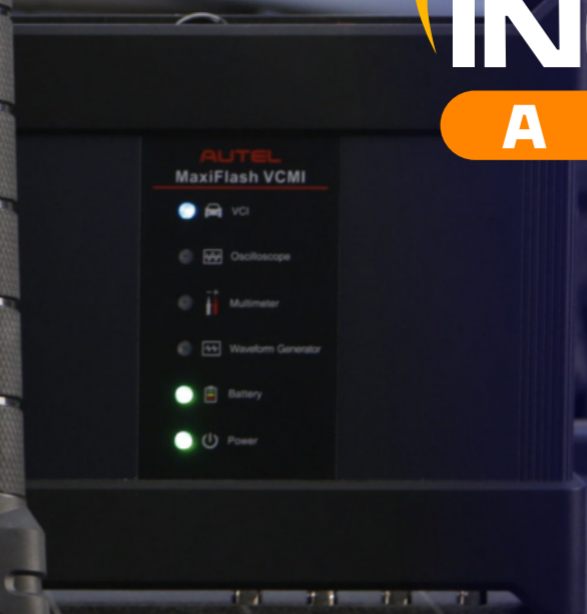 IN
A
AUTEL
MaxiFlash VCMI
VCI
Oscilloscope
Multimeter
Waveform Generator
Battery
Power